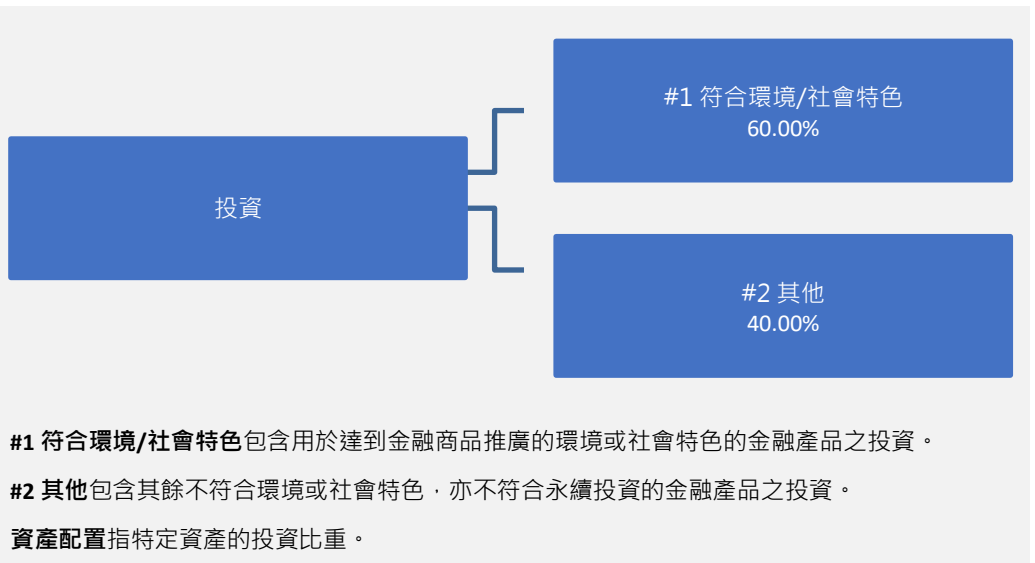 #1 符合環境/社會特色
60.00%
投資
#2 其他
40.00%
#1 符合環境/社會特色包含用於達到金融商品推廣的環境或社會特色的金融產品之投資。
#2 其他包含其餘不符合環境或社會特色，亦不符合永續投資的金融產品之投資。
資產配置指特定資產的投資比重。